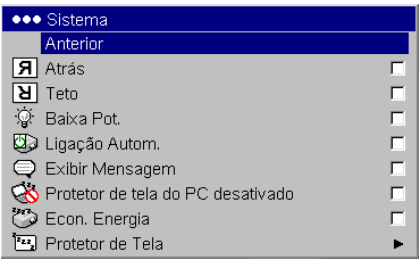 Sistema
Anterior
Atrás
Teto
Baixa Pot.
Ligação Autom.
Exibir Mensagem
Protetor de tela do PC desativado
Econ. Energia
Protetor de Tela